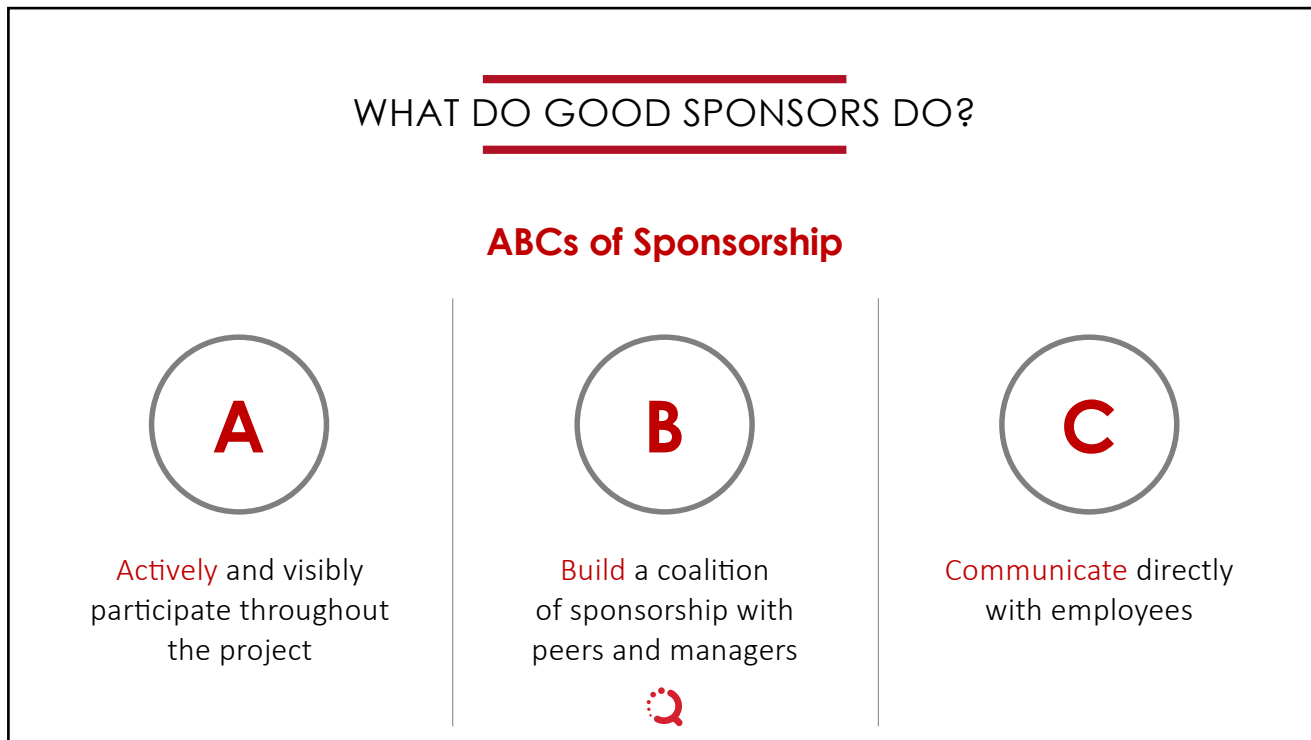 WHAT DO GOOD SPONSORS DO?
ABCs of Sponsorship
A
Actively and visibly
participate throughout
the project
B
Build a coalition
of sponsorship with
peers and managers
C
Communicate directly
with employees